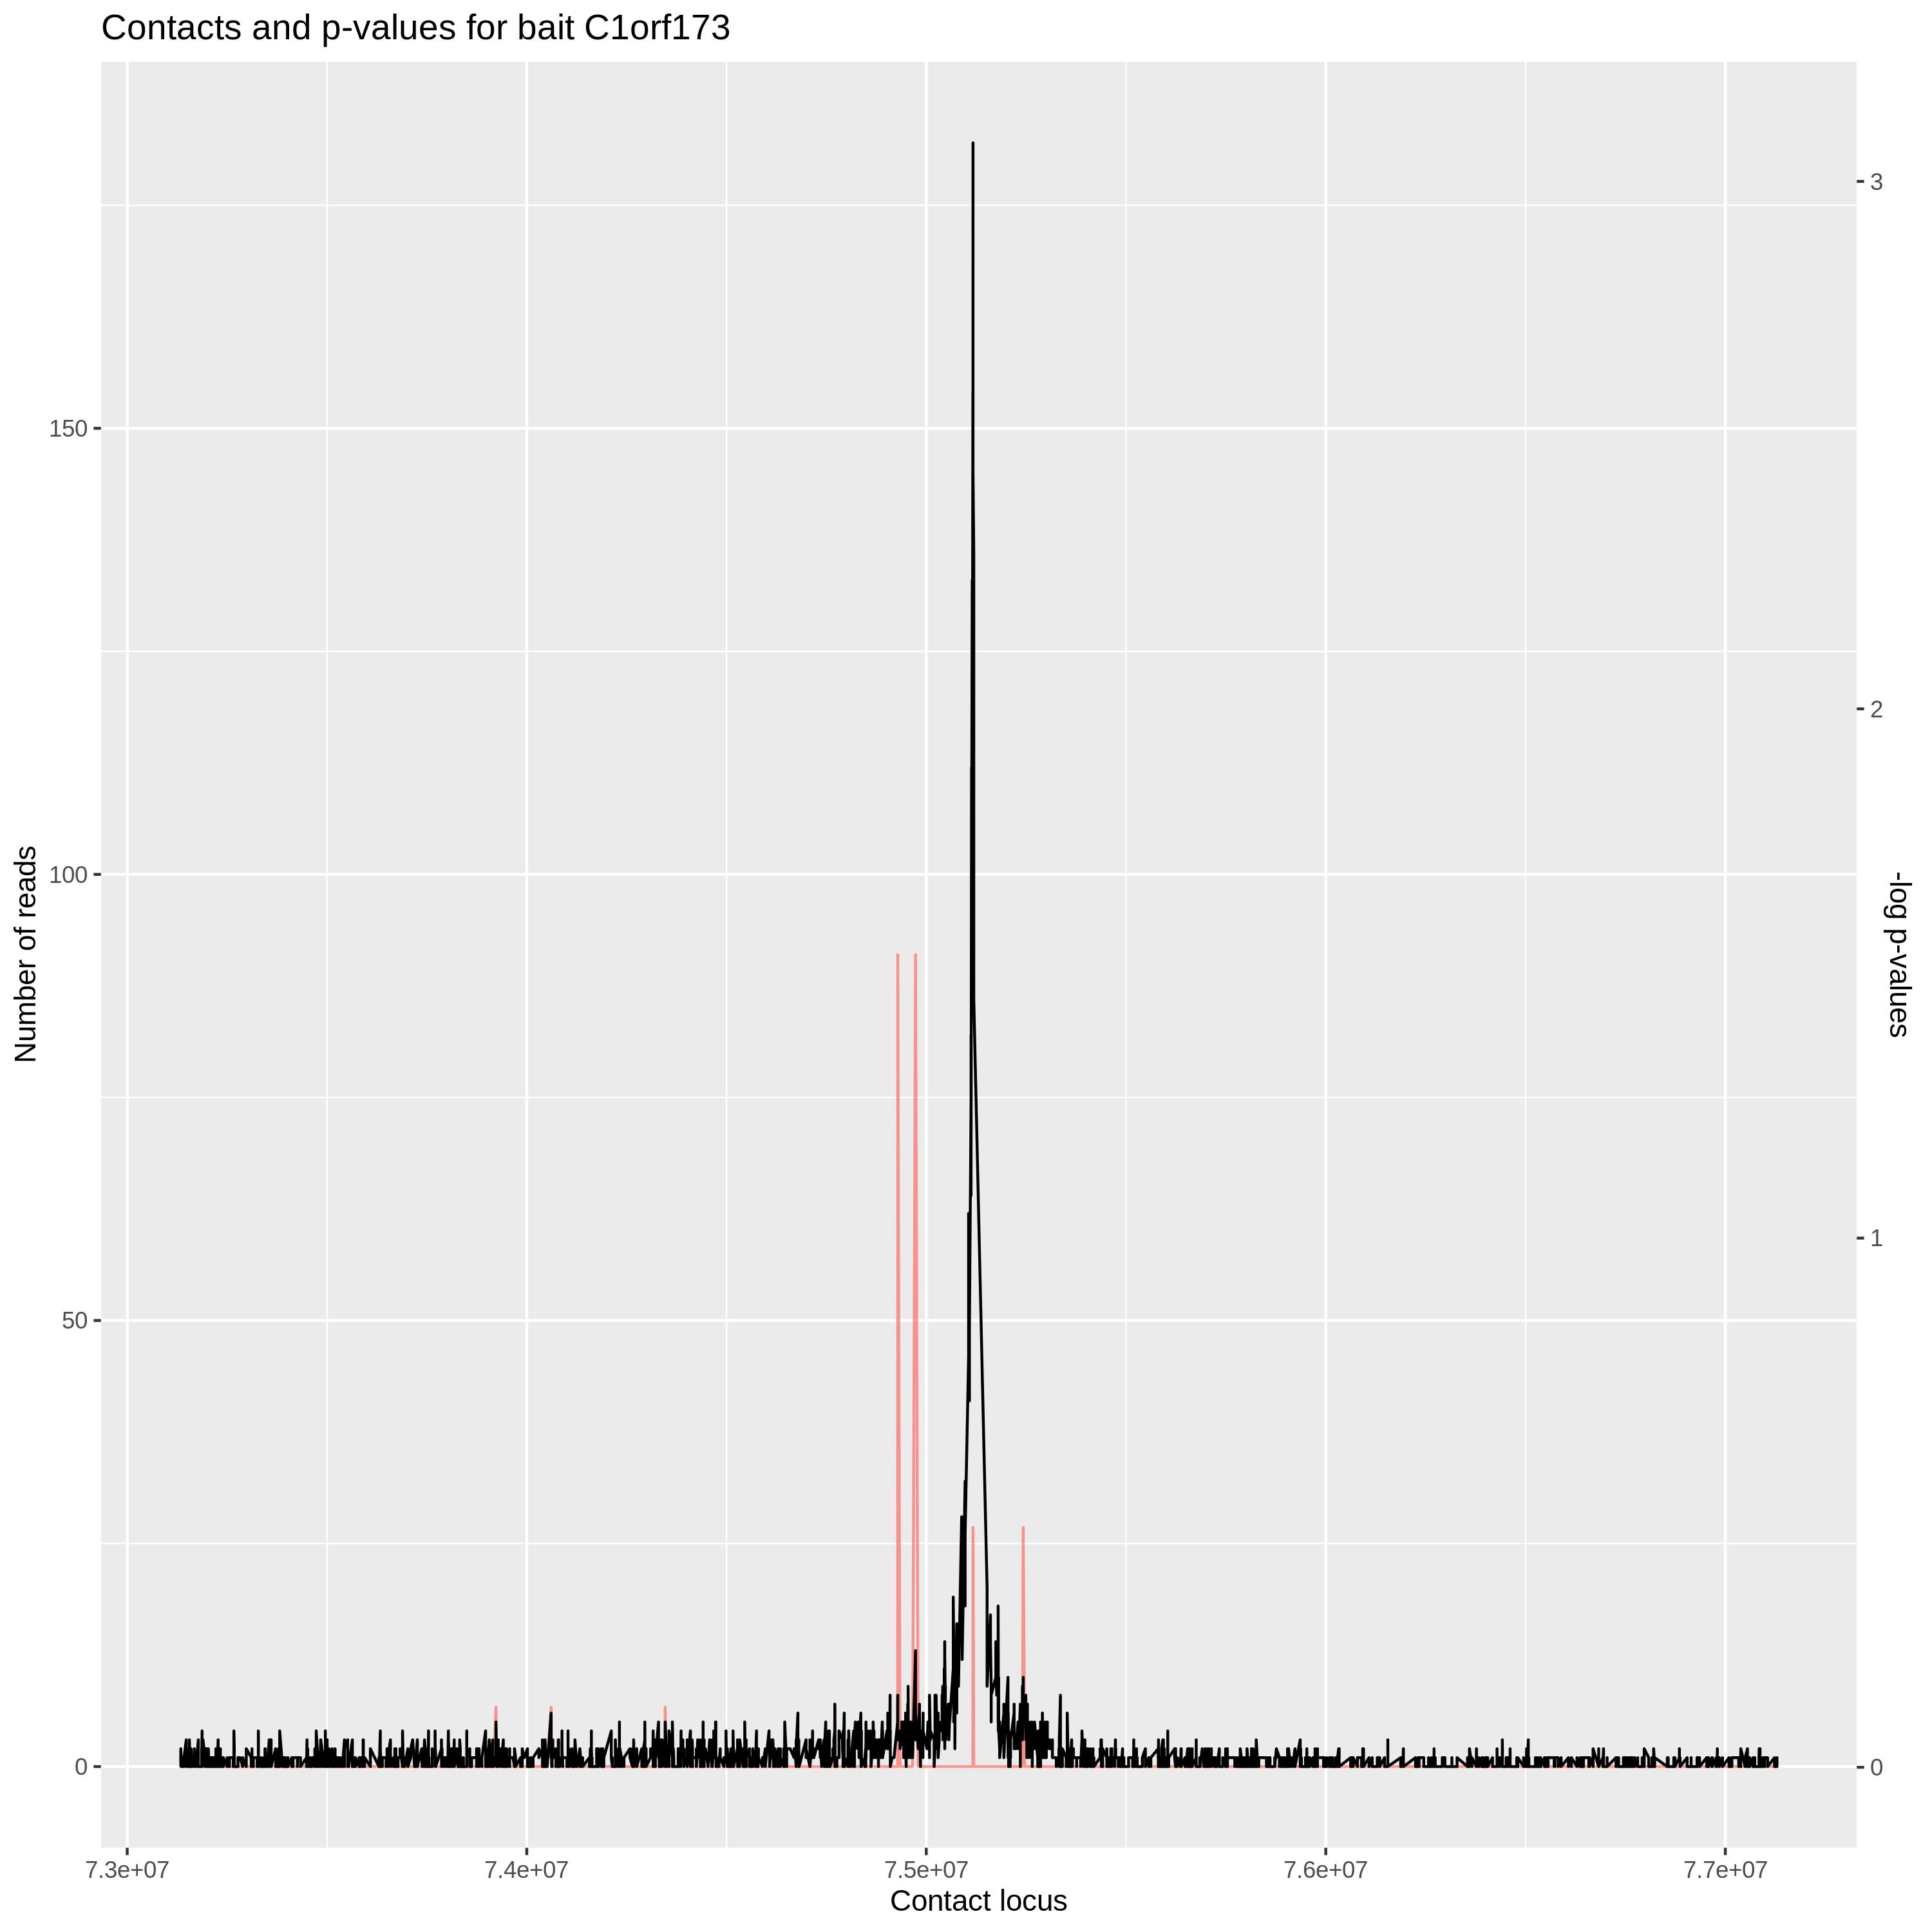 Contacts and p-values for bait C1orf173
Number of reads
150
100
50
0
3
2
1
0
-log p-values
7.3e+07 7.4e+07 7.5e+07 7.6e+07 7.7e+07
Contact locus